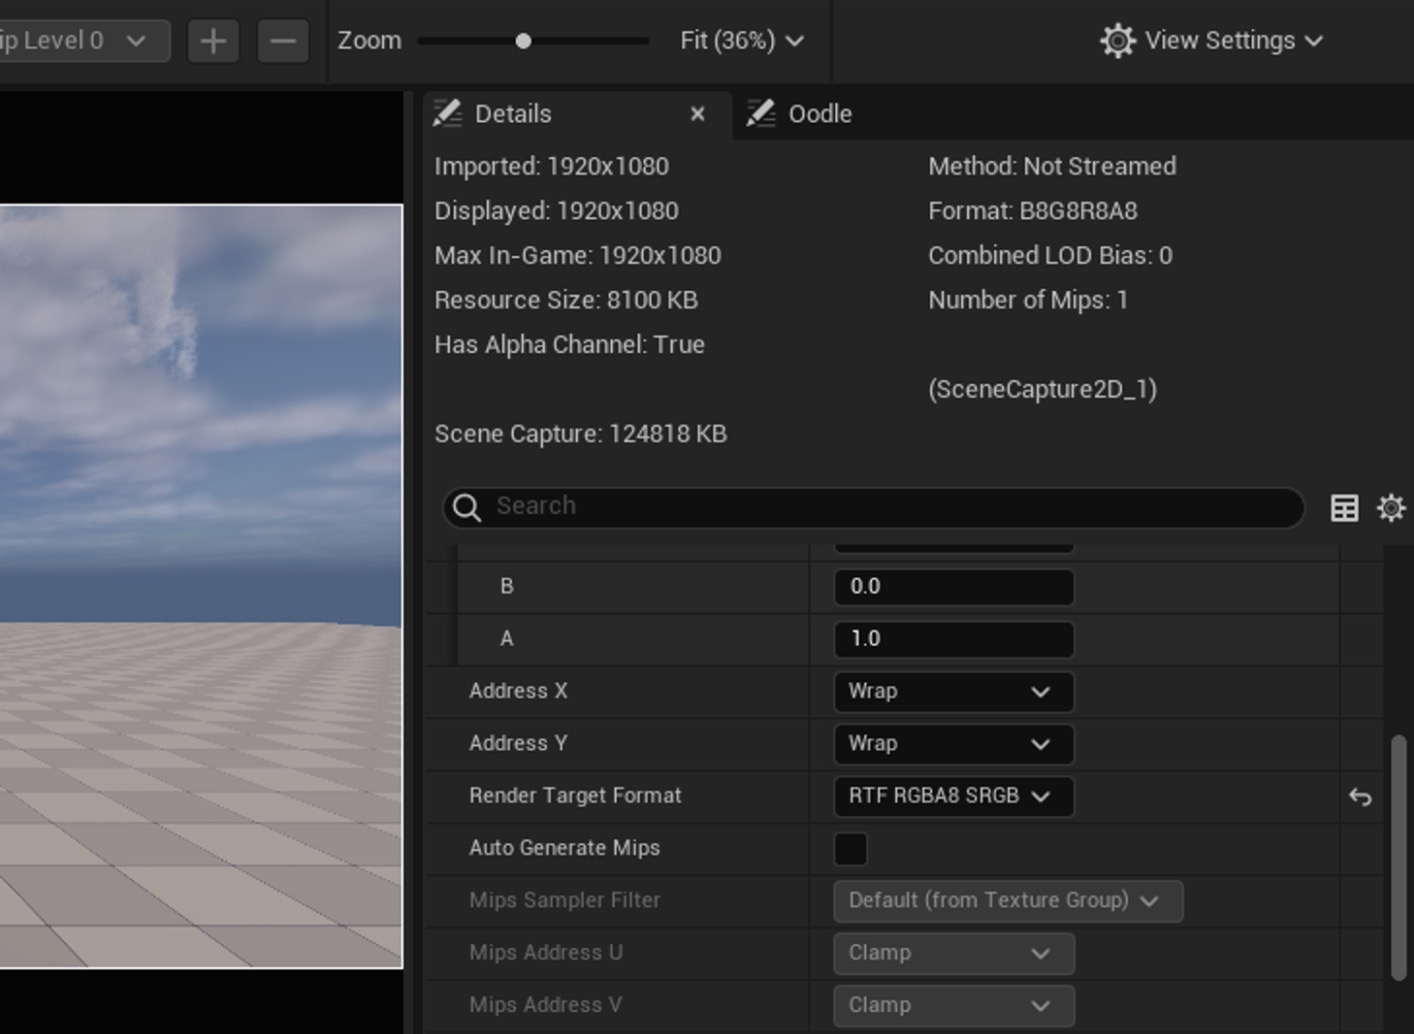 ip Level 0
Zoom
Fit (36%)
View Settings
Details
Oodle
Imported: 1920x1080
Method: Not Streamed
Displayed: 1920x1080
Format: B8G8R8A8
Max In-Game: 1920x1080
Combined LOD Bias: 0
Resource Size: 8100 KB
Number of Mips: 1
Has Alpha Channel: True
(SceneCapture2D_1)
Scene Capture: 124818 KB
Search
B 0.0
A 1.0
Address X Wrap
Address Y Wrap
Render Target Format RTF RGBA8 SRGB
Auto Generate Mips
Mips Sampler Filter Default (from Texture Group)
Mips Address U Clamp
Mips Address V Clamp